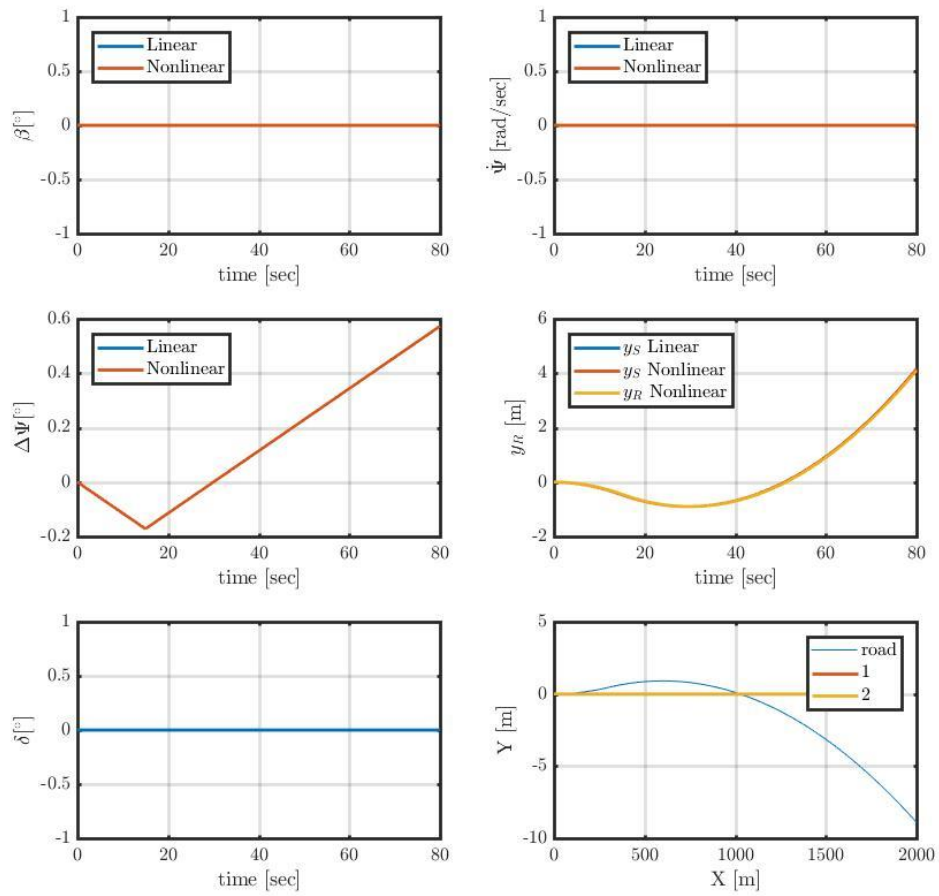 1
0.5
0
-0.5
-1
β[°]
Linear
Nonlinear
0 20 40 60 80
time [sec]
1
0.5
0
-0.5
-1
Ψ̇ [rad/sec]
Linear
Nonlinear
0 20 40 60 80
time [sec]
0.6
0.4
0.2
0
-0.2
ΔΨ[°]
Linear
Nonlinear
0 20 40 60 80
time [sec]
6
4
2
0
-2
y_R [m]
y_S Linear
y_S Nonlinear
y_R Nonlinear
0 20 40 60 80
time [sec]
1
0.5
0
-0.5
-1
δ[°]
0 20 40 60 80
time [sec]
5
0
-5
-10
Y [m]
road
1
2
0 500 1000 1500 2000
X [m]